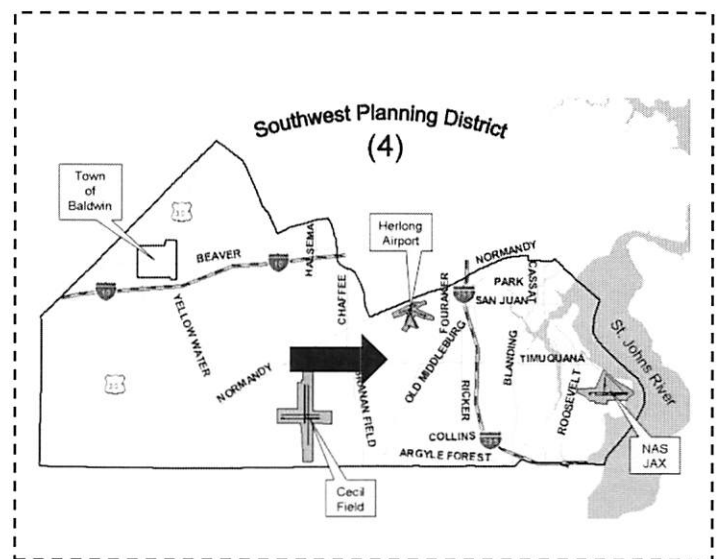 Southwest Planning District
(4)
Town
of
Baldwin
Herlong
Airport
BEAVER
HALSEMA
CHAFFEE
NORMANDY
PARK
CASSAT
SAN JUAN
FOURAKER
YELLOW WATER
NORMANDY
OLD MIDDLEBURG
BLANDING
TIMUQUANA
St. Johns River
RICKER
ROOSEVELT
COLLINS
ARGYLE FOREST
NAS
JAX
Cecil
Field